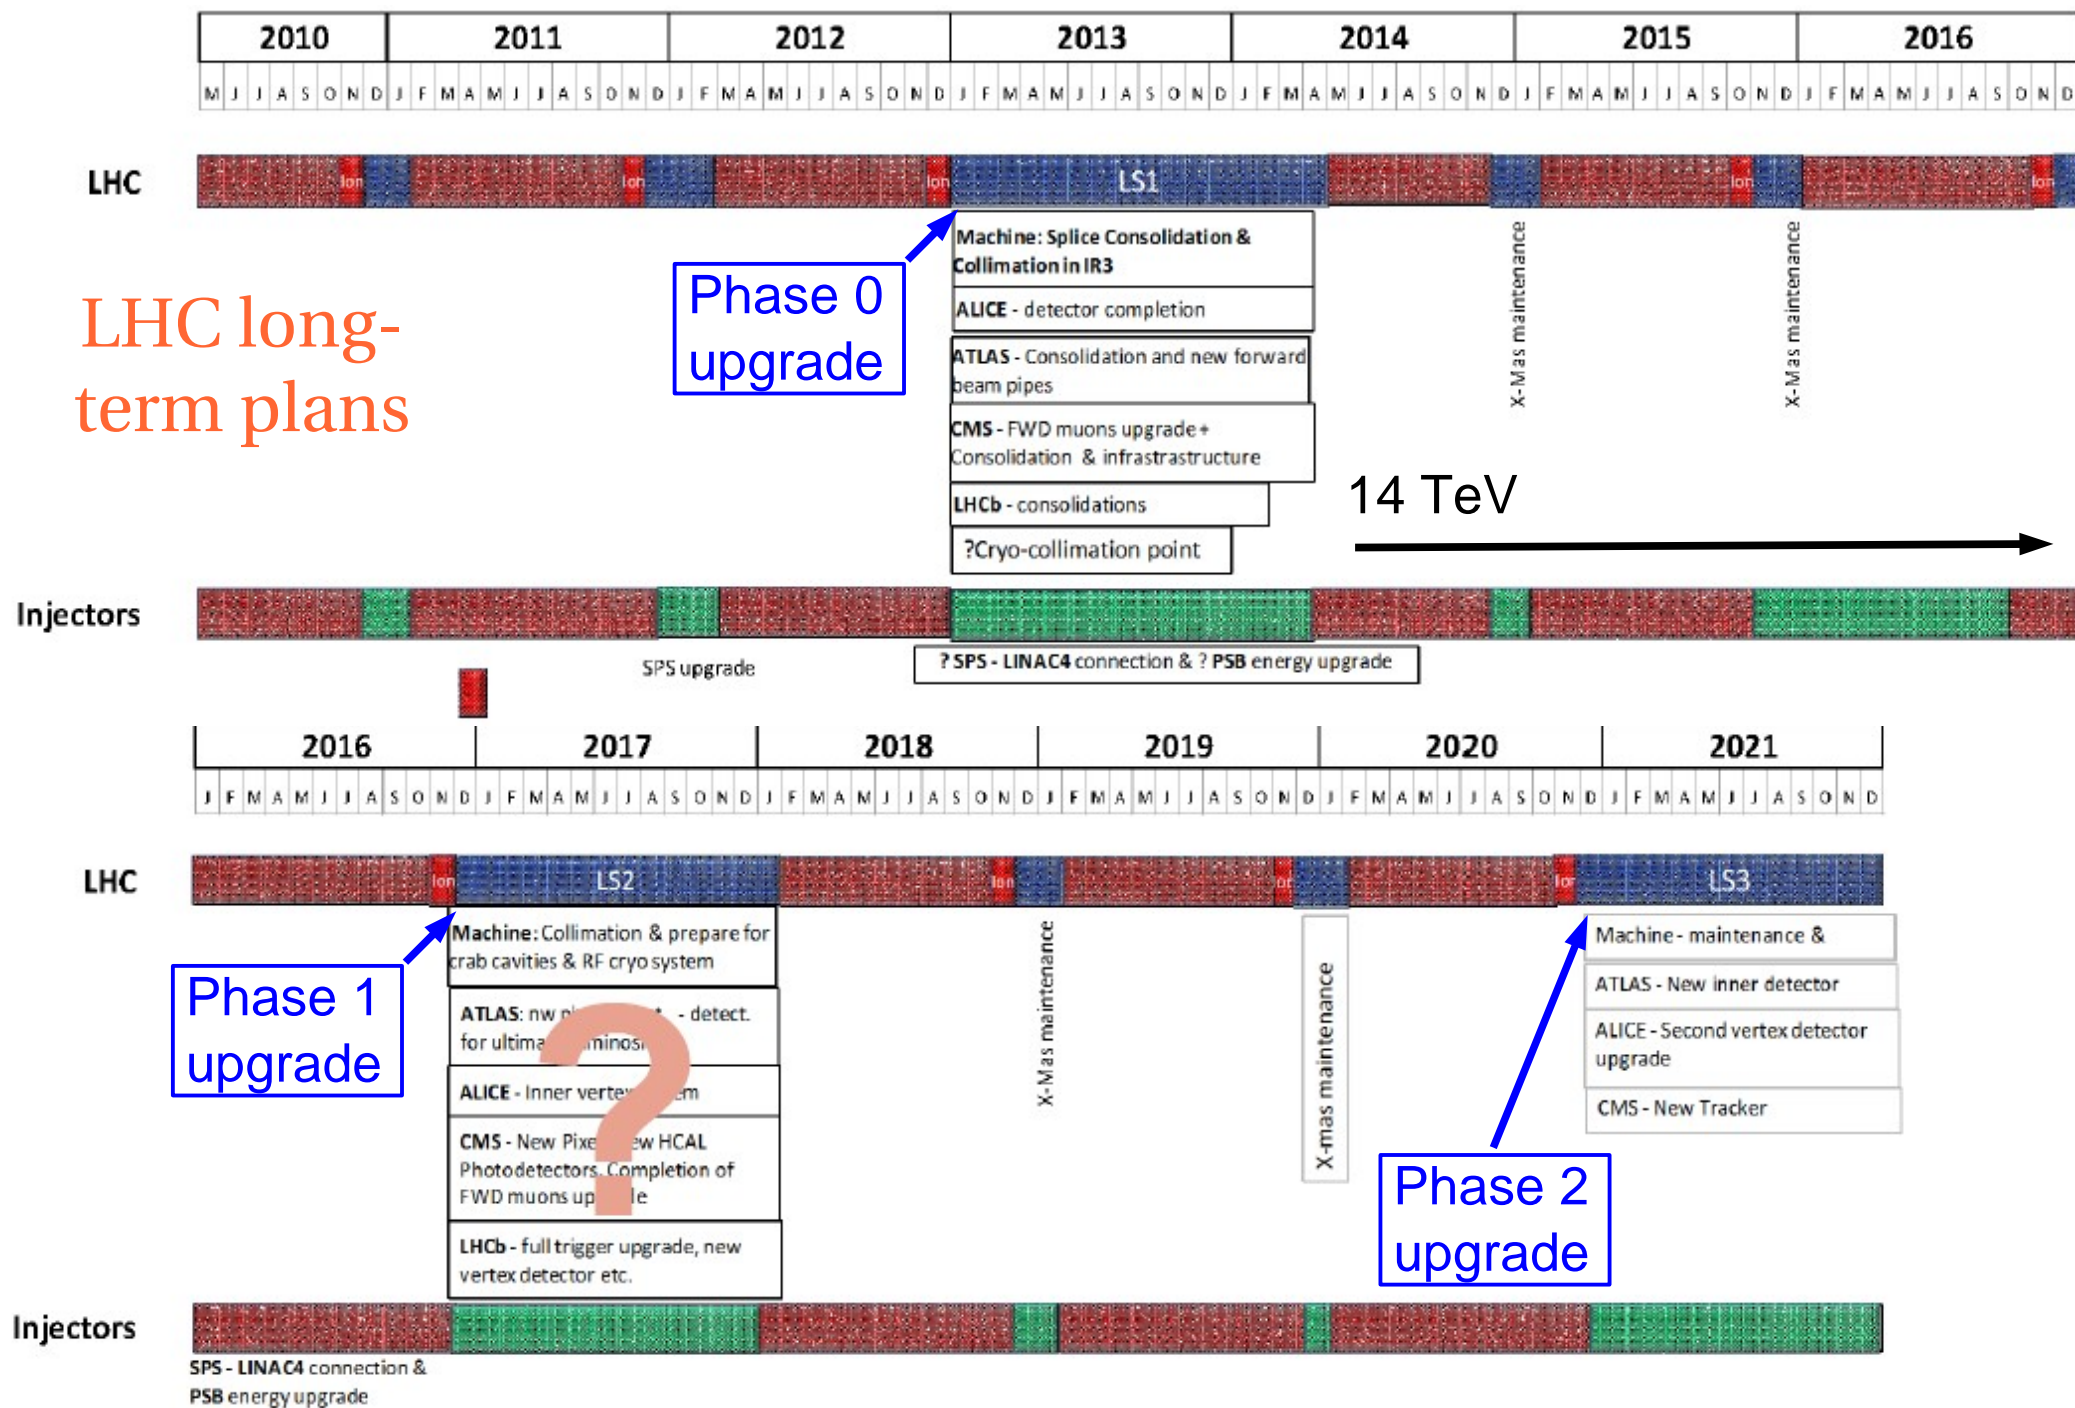 2010 2011 2012 2013 2014 2015 2016
M J J A S O N D J F M A M J J A S O N D J F M A M J J A S O N D J F M A M J J A S O N D J F M A M J J A S O N D J F M A M J J A S O N D J F M A M J J A S O N D
LHC
Ion Ion Ion LS1 Ion Ion
LHC long-
term plans
Phase 0
upgrade
Machine: Splice Consolidation &
Collimation in IR3
ALICE - detector completion
ATLAS - Consolidation and new forward
beam pipes
CMS - FWD muons upgrade +
Consolidation & infrastrastructure
LHCb - consolidations
?Cryo-collimation point
X-Mas maintenance
X-Mas maintenance
14 TeV
Injectors
SPS upgrade
? SPS - LINAC4 connection & ? PSB energy upgrade
2016 2017 2018 2019 2020 2021
J F M A M J J A S O N D J F M A M J J A S O N D J F M A M J J A S O N D J F M A M J J A S O N D J F M A M J J A S O N D J F M A M J J A S O N D
LHC
Ion LS2 Ion Ion Ion LS3
Phase 1
upgrade
Machine: Collimation & prepare for
crab cavities & RF cryo system
ATLAS: nw - detect.
for
ALICE - Inner
CMS - New HCAL
Photodetectors. Completion of
FWD muons
LHCb - full trigger upgrade, new
vertex detector etc.
?
X-Mas maintenance
X-mas maintenance
Phase 2
upgrade
Machine - maintenance &
ATLAS - New inner detector
ALICE - Second vertex detector
upgrade
CMS - New Tracker
Injectors
SPS - LINAC4 connection &
PSB energy upgrade